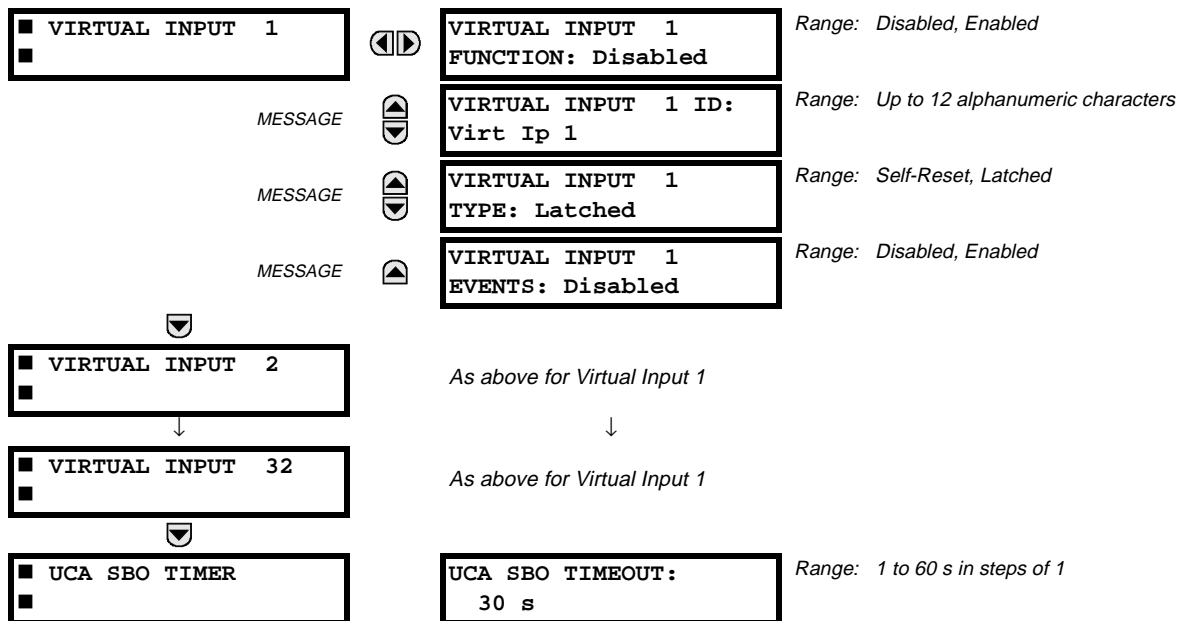 ■ VIRTUAL INPUT 1
■
VIRTUAL INPUT 1
FUNCTION: Disabled
Range: Disabled, Enabled
MESSAGE
VIRTUAL INPUT 1 ID:
Virt Ip 1
Range: Up to 12 alphanumeric characters
MESSAGE
VIRTUAL INPUT 1
TYPE: Latched
Range: Self-Reset, Latched
MESSAGE
VIRTUAL INPUT 1
EVENTS: Disabled
Range: Disabled, Enabled
■ VIRTUAL INPUT 2
■
As above for Virtual Input 1
↓
↓
■ VIRTUAL INPUT 32
■
As above for Virtual Input 1
■ UCA SBO TIMER
■
UCA SBO TIMEOUT:
30 s
Range: 1 to 60 s in steps of 1